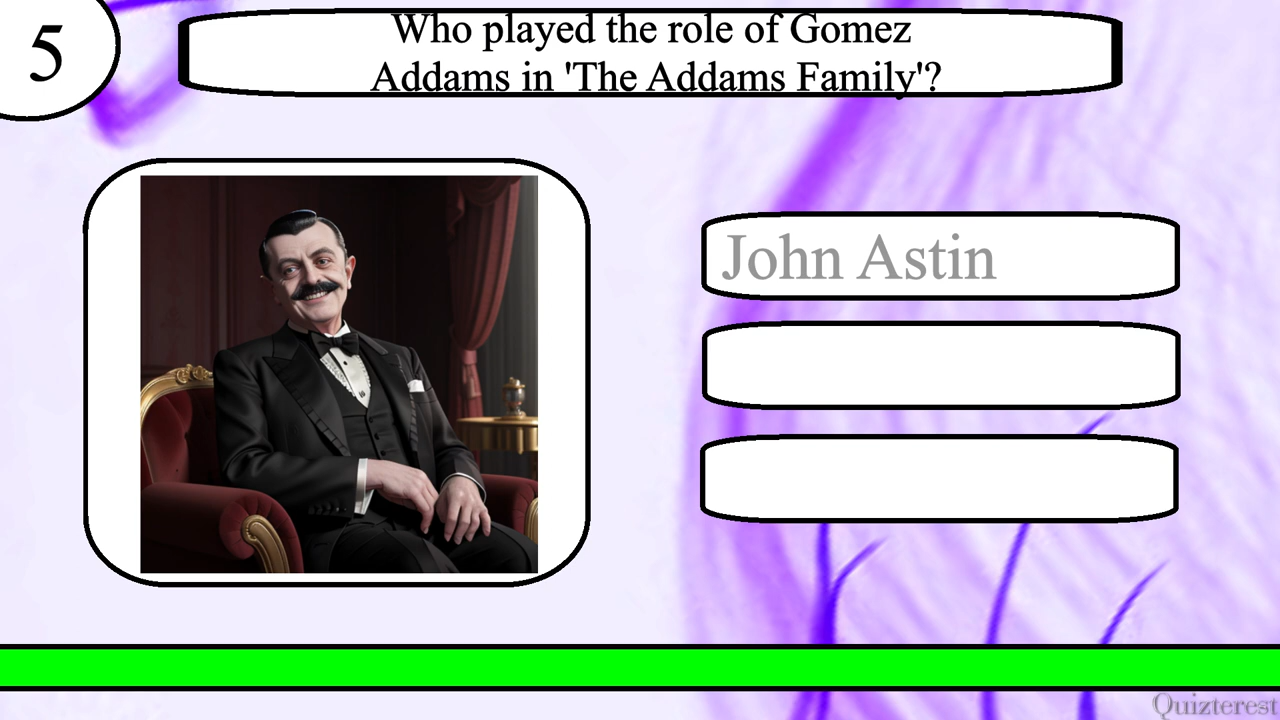 5
Who played the role of Gomez
Addams in 'The Addams Family'?
John Astin
Quizterest